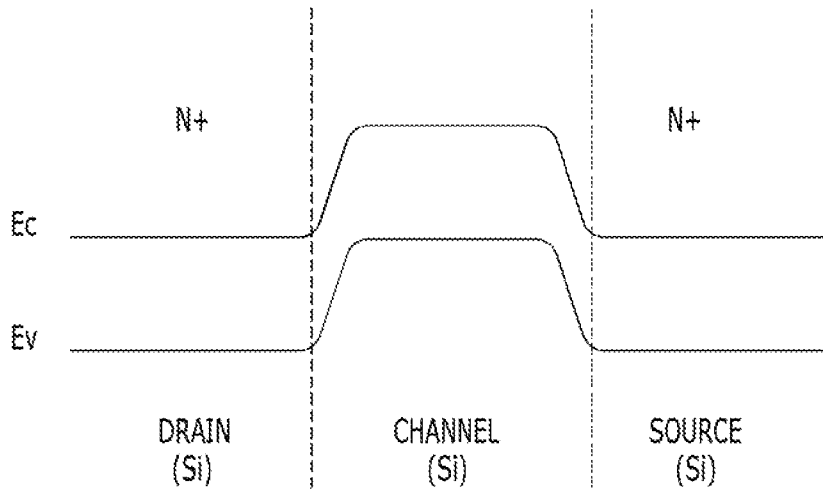 N+
N+
Ec
Ev
DRAIN
(Si)
CHANNEL
(Si)
SOURCE
(Si)